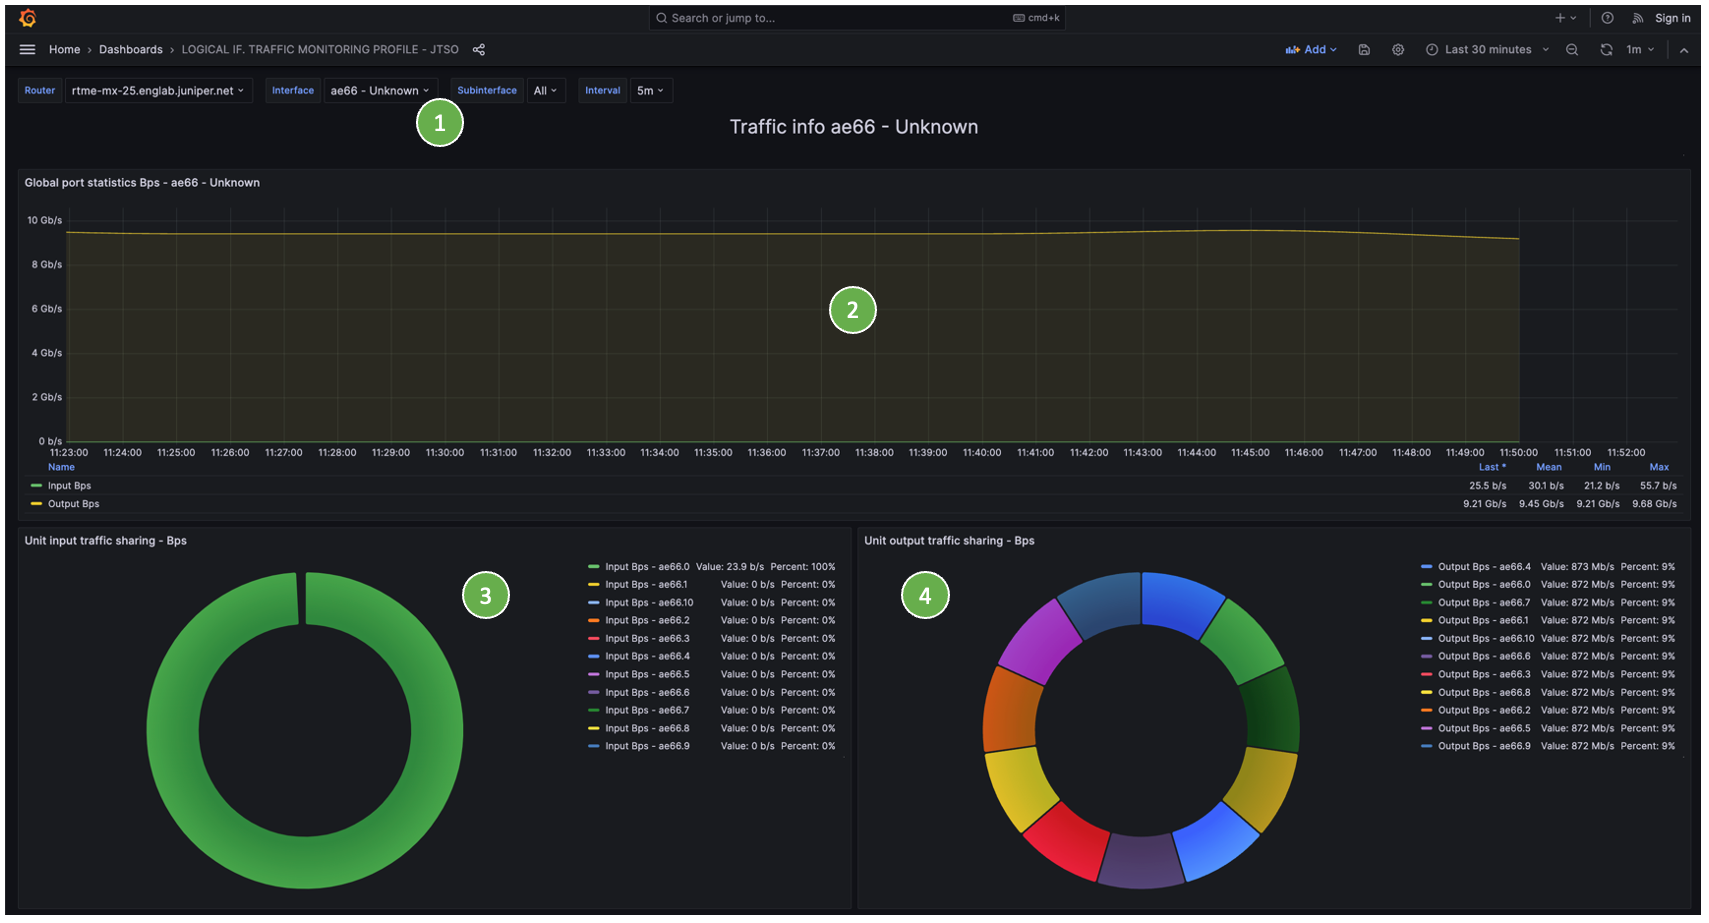 Search or jump to... cmd+k Sign in
Home › Dashboards › LOGICAL IF. TRAFFIC MONITORING PROFILE - JTSO Add Last 30 minutes 1m
Router rtme-mx-25.englab.juniper.net Interface ae66 - Unknown Subinterface All Interval 5m
1
Traffic info ae66 - Unknown
Global port statistics Bps - ae66 - Unknown
10 Gb/s
8 Gb/s
6 Gb/s
4 Gb/s
2 Gb/s
0 b/s
2
11:23:00 11:24:00 11:25:00 11:26:00 11:27:00 11:28:00 11:29:00 11:30:00 11:31:00 11:32:00 11:33:00 11:34:00 11:35:00 11:36:00 11:37:00 11:38:00 11:39:00 11:40:00 11:41:00 11:42:00 11:43:00 11:44:00 11:45:00 11:46:00 11:47:00 11:48:00 11:49:00 11:50:00 11:51:00 11:52:00
Name Last * Mean Min Max
Input Bps 25.5 b/s 30.1 b/s 21.2 b/s 55.7 b/s
Output Bps 9.21 Gb/s 9.45 Gb/s 9.21 Gb/s 9.68 Gb/s
Unit input traffic sharing - Bps
3
Input Bps - ae66.0 Value: 23.9 b/s Percent: 100%
Input Bps - ae66.1 Value: 0 b/s Percent: 0%
Input Bps - ae66.10 Value: 0 b/s Percent: 0%
Input Bps - ae66.2 Value: 0 b/s Percent: 0%
Input Bps - ae66.3 Value: 0 b/s Percent: 0%
Input Bps - ae66.4 Value: 0 b/s Percent: 0%
Input Bps - ae66.5 Value: 0 b/s Percent: 0%
Input Bps - ae66.6 Value: 0 b/s Percent: 0%
Input Bps - ae66.7 Value: 0 b/s Percent: 0%
Input Bps - ae66.8 Value: 0 b/s Percent: 0%
Input Bps - ae66.9 Value: 0 b/s Percent: 0%
Unit output traffic sharing - Bps
4
Output Bps - ae66.4 Value: 873 Mb/s Percent: 9%
Output Bps - ae66.0 Value: 872 Mb/s Percent: 9%
Output Bps - ae66.7 Value: 872 Mb/s Percent: 9%
Output Bps - ae66.1 Value: 872 Mb/s Percent: 9%
Output Bps - ae66.10 Value: 872 Mb/s Percent: 9%
Output Bps - ae66.6 Value: 872 Mb/s Percent: 9%
Output Bps - ae66.3 Value: 872 Mb/s Percent: 9%
Output Bps - ae66.8 Value: 872 Mb/s Percent: 9%
Output Bps - ae66.2 Value: 872 Mb/s Percent: 9%
Output Bps - ae66.5 Value: 872 Mb/s Percent: 9%
Output Bps - ae66.9 Value: 872 Mb/s Percent: 9%